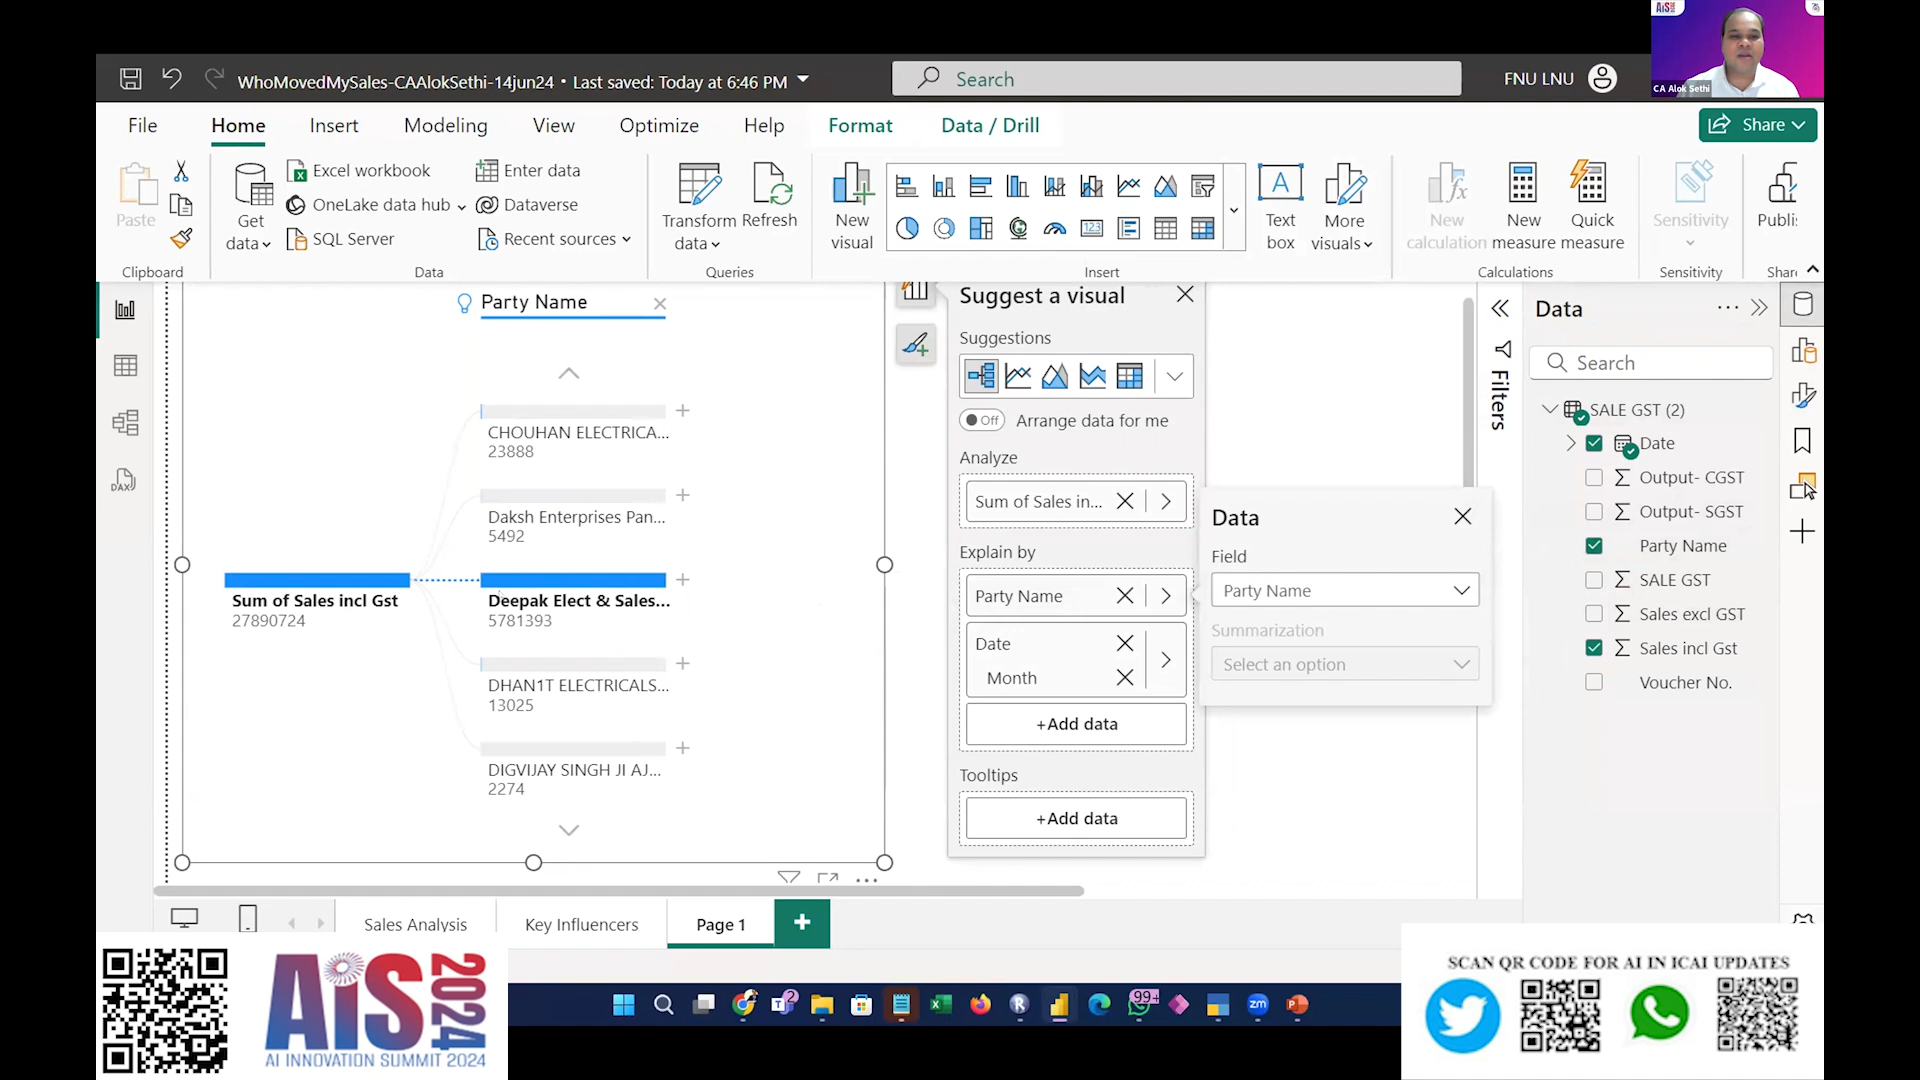 AiS
CA Alok Sethi
WhoMovedMySales-CAAlokSethi-14jun24 • Last saved: Today at 6:46 PM
Search
FNU LNU
File
Home
Insert
Modeling
View
Optimize
Help
Format
Data / Drill
Share
Paste
Get
data
Excel workbook
OneLake data hub
SQL Server
Enter data
Dataverse
Recent sources
Transform
data
Refresh
New
visual
123
A
Text
box
More
visuals
New
calculation
New
measure
Quick
measure
Sensitivity
Publi
Clipboard
Data
Queries
Insert
Calculations
Sensitivity
Shar
Party Name
CHOUHAN ELECTRICA...
23888
Daksh Enterprises Pan...
5492
Sum of Sales incl Gst
27890724
Deepak Elect & Sales...
5781393
DHAN1T ELECTRICALS...
13025
DIGVIJAY SINGH JI AJ...
2274
DAX
Suggest a visual
Suggestions
Off
Arrange data for me
Analyze
Sum of Sales in...
Explain by
Party Name
Date
Month
+Add data
Tooltips
+Add data
Data
Field
Party Name
Summarization
Select an option
Filters
Data
Search
SALE GST (2)
Date
Output- CGST
Output- SGST
Party Name
SALE GST
Sales excl GST
Sales incl Gst
Voucher No.
Sales Analysis
Key Influencers
Page 1
AiS 2024
AI INNOVATION SUMMIT 2024
2
R
99+
zm
SCAN QR CODE FOR AI IN ICAI UPDATES